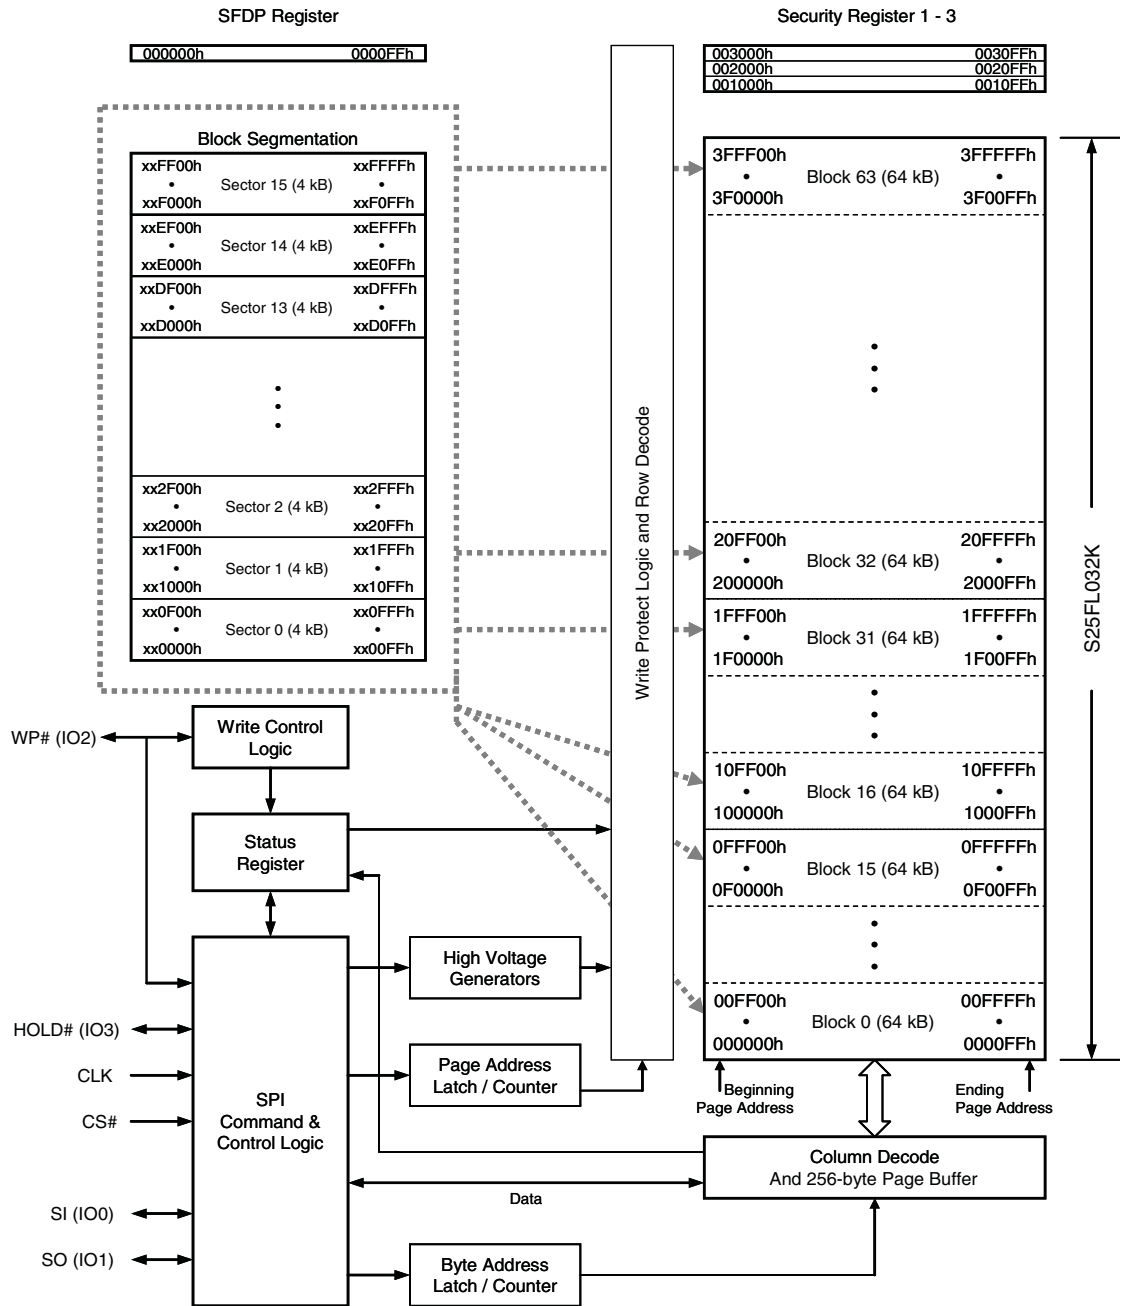 SFDP Register
000000h 0000FFh
Security Register 1 - 3
003000h 0030FFh
002000h 0020FFh
001000h 0010FFh
Block Segmentation
xxFF00h xxFFFFh
• Sector 15 (4 kB) •
xxF000h xxF0FFh
xxEF00h xxEFFFh
• Sector 14 (4 kB) •
xxE000h xxE0FFh
xxDF00h xxDFFFh
• Sector 13 (4 kB) •
xxD000h xxD0FFh
xx2F00h xx2FFFh
• Sector 2 (4 kB) •
xx2000h xx20FFh
xx1F00h xx1FFFh
• Sector 1 (4 kB) •
xx1000h xx10FFh
xx0F00h xx0FFFh
• Sector 0 (4 kB) •
xx0000h xx00FFh
Write Protect Logic and Row Decode
3FFF00h 3FFFFFh
• Block 63 (64 kB) •
3F0000h 3F00FFh
20FF00h 20FFFFh
• Block 32 (64 kB) •
200000h 2000FFh
1FFF00h 1FFFFFh
• Block 31 (64 kB) •
1F0000h 1F00FFh
10FF00h 10FFFFh
• Block 16 (64 kB) •
100000h 1000FFh
0FFF00h 0FFFFFh
• Block 15 (64 kB) •
0F0000h 0F00FFh
00FF00h 00FFFFh
• Block 0 (64 kB) •
000000h 0000FFh
S25FL032K
Beginning
Page Address
Ending
Page Address
WP# (IO2)
Write Control
Logic
Status
Register
High Voltage
Generators
HOLD# (IO3)
CLK
CS#
SI (IO0)
SO (IO1)
SPI
Command &
Control Logic
Page Address
Latch / Counter
Column Decode
And 256-byte Page Buffer
Data
Byte Address
Latch / Counter